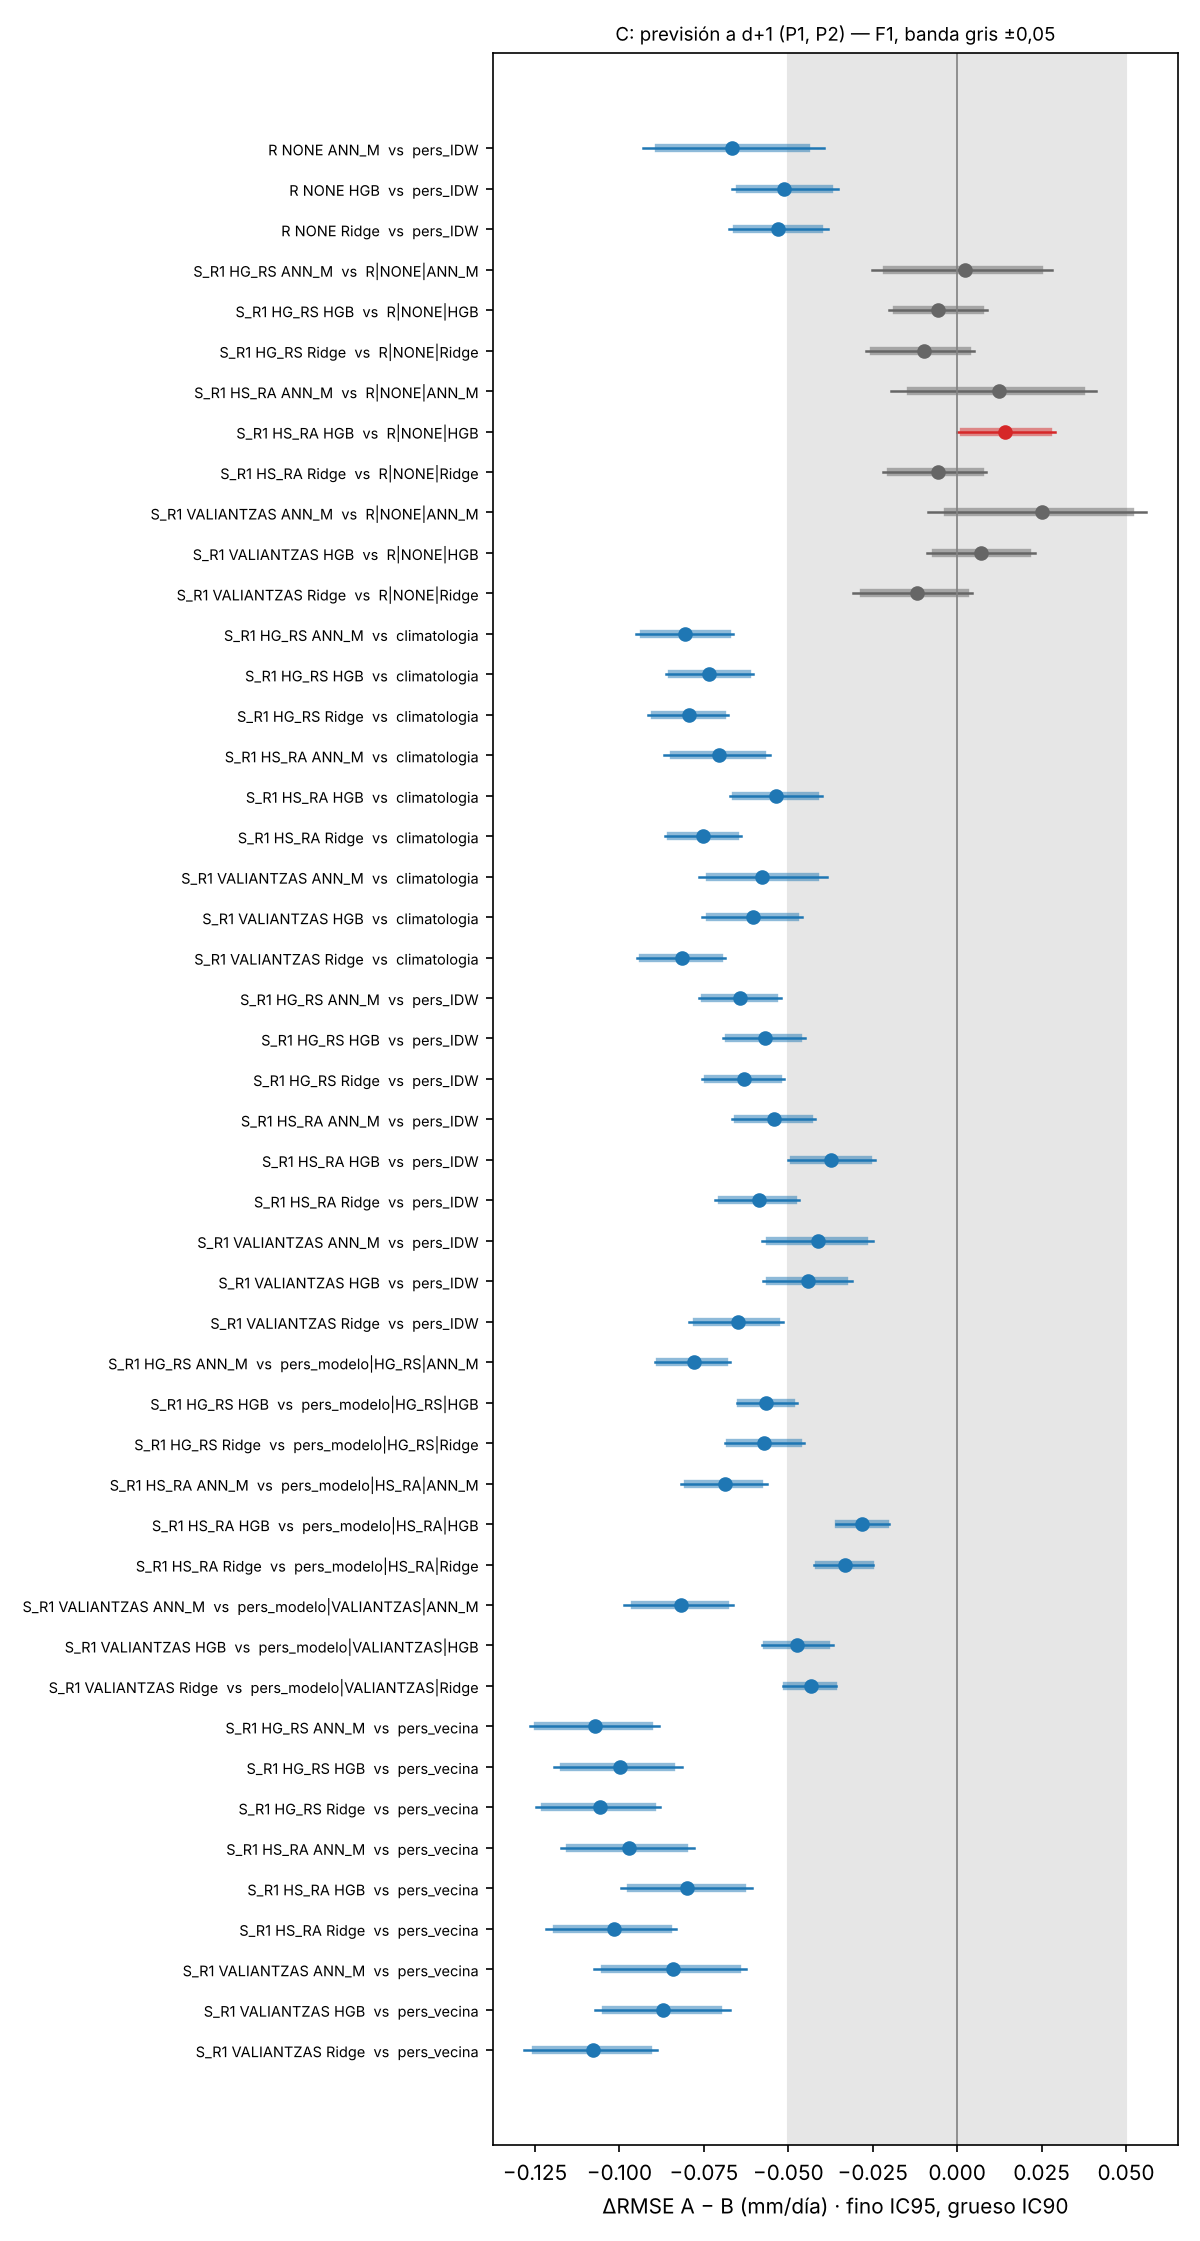 C: previsión a d+1 (P1, P2) — F1, banda gris ±0,05
R NONE ANN_M vs pers_IDW
R NONE HGB vs pers_IDW
R NONE Ridge vs pers_IDW
S_R1 HG_RS ANN_M vs R|NONE|ANN_M
S_R1 HG_RS HGB vs R|NONE|HGB
S_R1 HG_RS Ridge vs R|NONE|Ridge
S_R1 HS_RA ANN_M vs R|NONE|ANN_M
S_R1 HS_RA HGB vs R|NONE|HGB
S_R1 HS_RA Ridge vs R|NONE|Ridge
S_R1 VALIANTZAS ANN_M vs R|NONE|ANN_M
S_R1 VALIANTZAS HGB vs R|NONE|HGB
S_R1 VALIANTZAS Ridge vs R|NONE|Ridge
S_R1 HG_RS ANN_M vs climatologia
S_R1 HG_RS HGB vs climatologia
S_R1 HG_RS Ridge vs climatologia
S_R1 HS_RA ANN_M vs climatologia
S_R1 HS_RA HGB vs climatologia
S_R1 HS_RA Ridge vs climatologia
S_R1 VALIANTZAS ANN_M vs climatologia
S_R1 VALIANTZAS HGB vs climatologia
S_R1 VALIANTZAS Ridge vs climatologia
S_R1 HG_RS ANN_M vs pers_IDW
S_R1 HG_RS HGB vs pers_IDW
S_R1 HG_RS Ridge vs pers_IDW
S_R1 HS_RA ANN_M vs pers_IDW
S_R1 HS_RA HGB vs pers_IDW
S_R1 HS_RA Ridge vs pers_IDW
S_R1 VALIANTZAS ANN_M vs pers_IDW
S_R1 VALIANTZAS HGB vs pers_IDW
S_R1 VALIANTZAS Ridge vs pers_IDW
S_R1 HG_RS ANN_M vs pers_modelo|HG_RS|ANN_M
S_R1 HG_RS HGB vs pers_modelo|HG_RS|HGB
S_R1 HG_RS Ridge vs pers_modelo|HG_RS|Ridge
S_R1 HS_RA ANN_M vs pers_modelo|HS_RA|ANN_M
S_R1 HS_RA HGB vs pers_modelo|HS_RA|HGB
S_R1 HS_RA Ridge vs pers_modelo|HS_RA|Ridge
S_R1 VALIANTZAS ANN_M vs pers_modelo|VALIANTZAS|ANN_M
S_R1 VALIANTZAS HGB vs pers_modelo|VALIANTZAS|HGB
S_R1 VALIANTZAS Ridge vs pers_modelo|VALIANTZAS|Ridge
S_R1 HG_RS ANN_M vs pers_vecina
S_R1 HG_RS HGB vs pers_vecina
S_R1 HG_RS Ridge vs pers_vecina
S_R1 HS_RA ANN_M vs pers_vecina
S_R1 HS_RA HGB vs pers_vecina
S_R1 HS_RA Ridge vs pers_vecina
S_R1 VALIANTZAS ANN_M vs pers_vecina
S_R1 VALIANTZAS HGB vs pers_vecina
S_R1 VALIANTZAS Ridge vs pers_vecina
−0.125 −0.100 −0.075 −0.050 −0.025 0.000 0.025 0.050
ΔRMSE A − B (mm/día) · fino IC95, grueso IC90